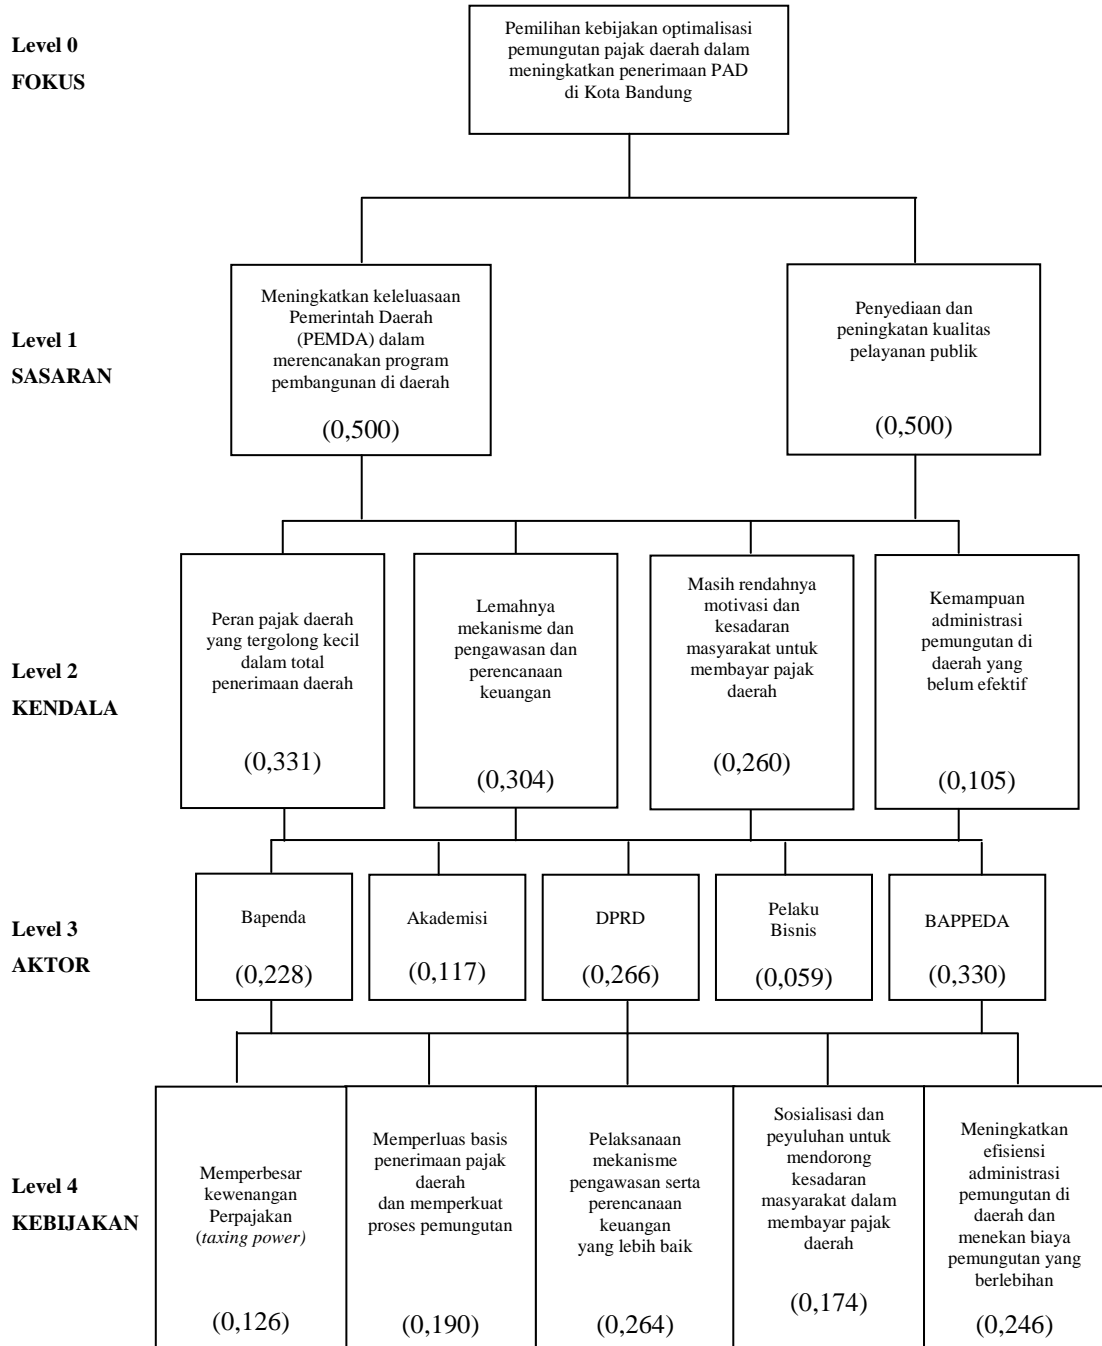 Level 0
FOKUS
Pemilihan kebijakan optimalisasi
pemungutan pajak daerah dalam
meningkatkan penerimaan PAD
di Kota Bandung
Level 1
SASARAN
Meningkatkan keleluasaan
Pemerintah Daerah
(PEMDA) dalam
merencanakan program
pembangunan di daerah
(0,500)
Penyediaan dan
peningkatan kualitas
pelayanan publik
(0,500)
Level 2
KENDALA
Peran pajak daerah
yang tergolong kecil
dalam total
penerimaan daerah
(0,331)
Lemahnya
mekanisme dan
pengawasan dan
perencanaan
keuangan
(0,304)
Masih rendahnya
motivasi dan
kesadaran
masyarakat untuk
membayar pajak
daerah
(0,260)
Kemampuan
administrasi
pemungutan di
daerah yang
belum efektif
(0,105)
Level 3
AKTOR
Bapenda
(0,228)
Akademisi
(0,117)
DPRD
(0,266)
Pelaku
Bisnis
(0,059)
BAPPEDA
(0,330)
Level 4
KEBIJAKAN
Memperbesar
kewenangan
Perpajakan
(taxing power)
(0,126)
Memperluas basis
penerimaan pajak
daerah
dan memperkuat
proses pemungutan
(0,190)
Pelaksanaan
mekanisme
pengawasan serta
perencanaan
keuangan
yang lebih baik
(0,264)
Sosialisasi dan
peyuluhan untuk
mendorong
kesadaran
masyarakat dalam
membayar pajak
daerah
(0,174)
Meningkatkan
efisiensi
administrasi
pemungutan di
daerah dan
menekan biaya
pemungutan yang
berlebihan
(0,246)